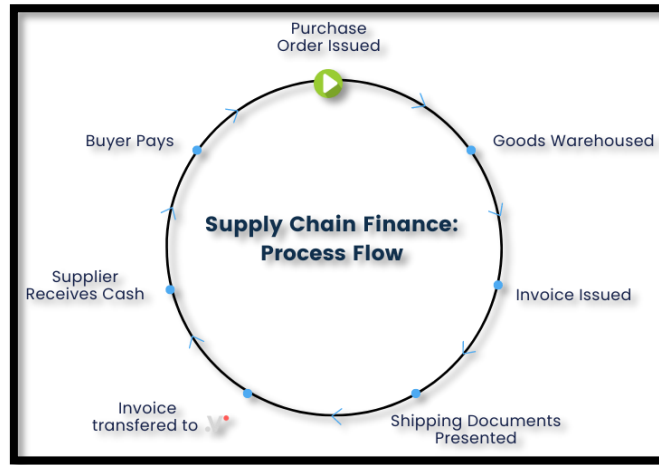 Purchase
Order Issued
Buyer Pays
Goods Warehoused
Supply Chain Finance:
Process Flow
Supplier
Receives Cash
Invoice Issued
Invoice
transfered to
Shipping Documents
Presented